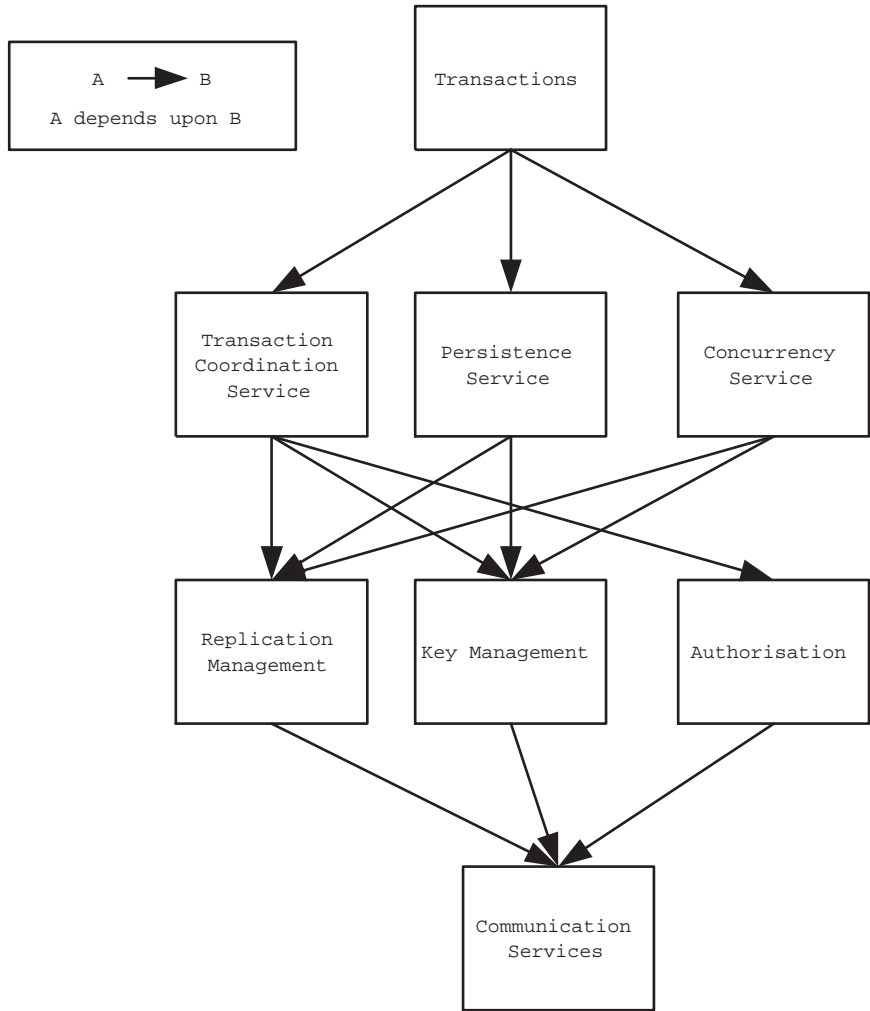 A B
A depends upon B
Transactions
Transaction
Coordination
Service
Persistence
Service
Concurrency
Service
Replication
Management
Key Management
Authorisation
Communication
Services